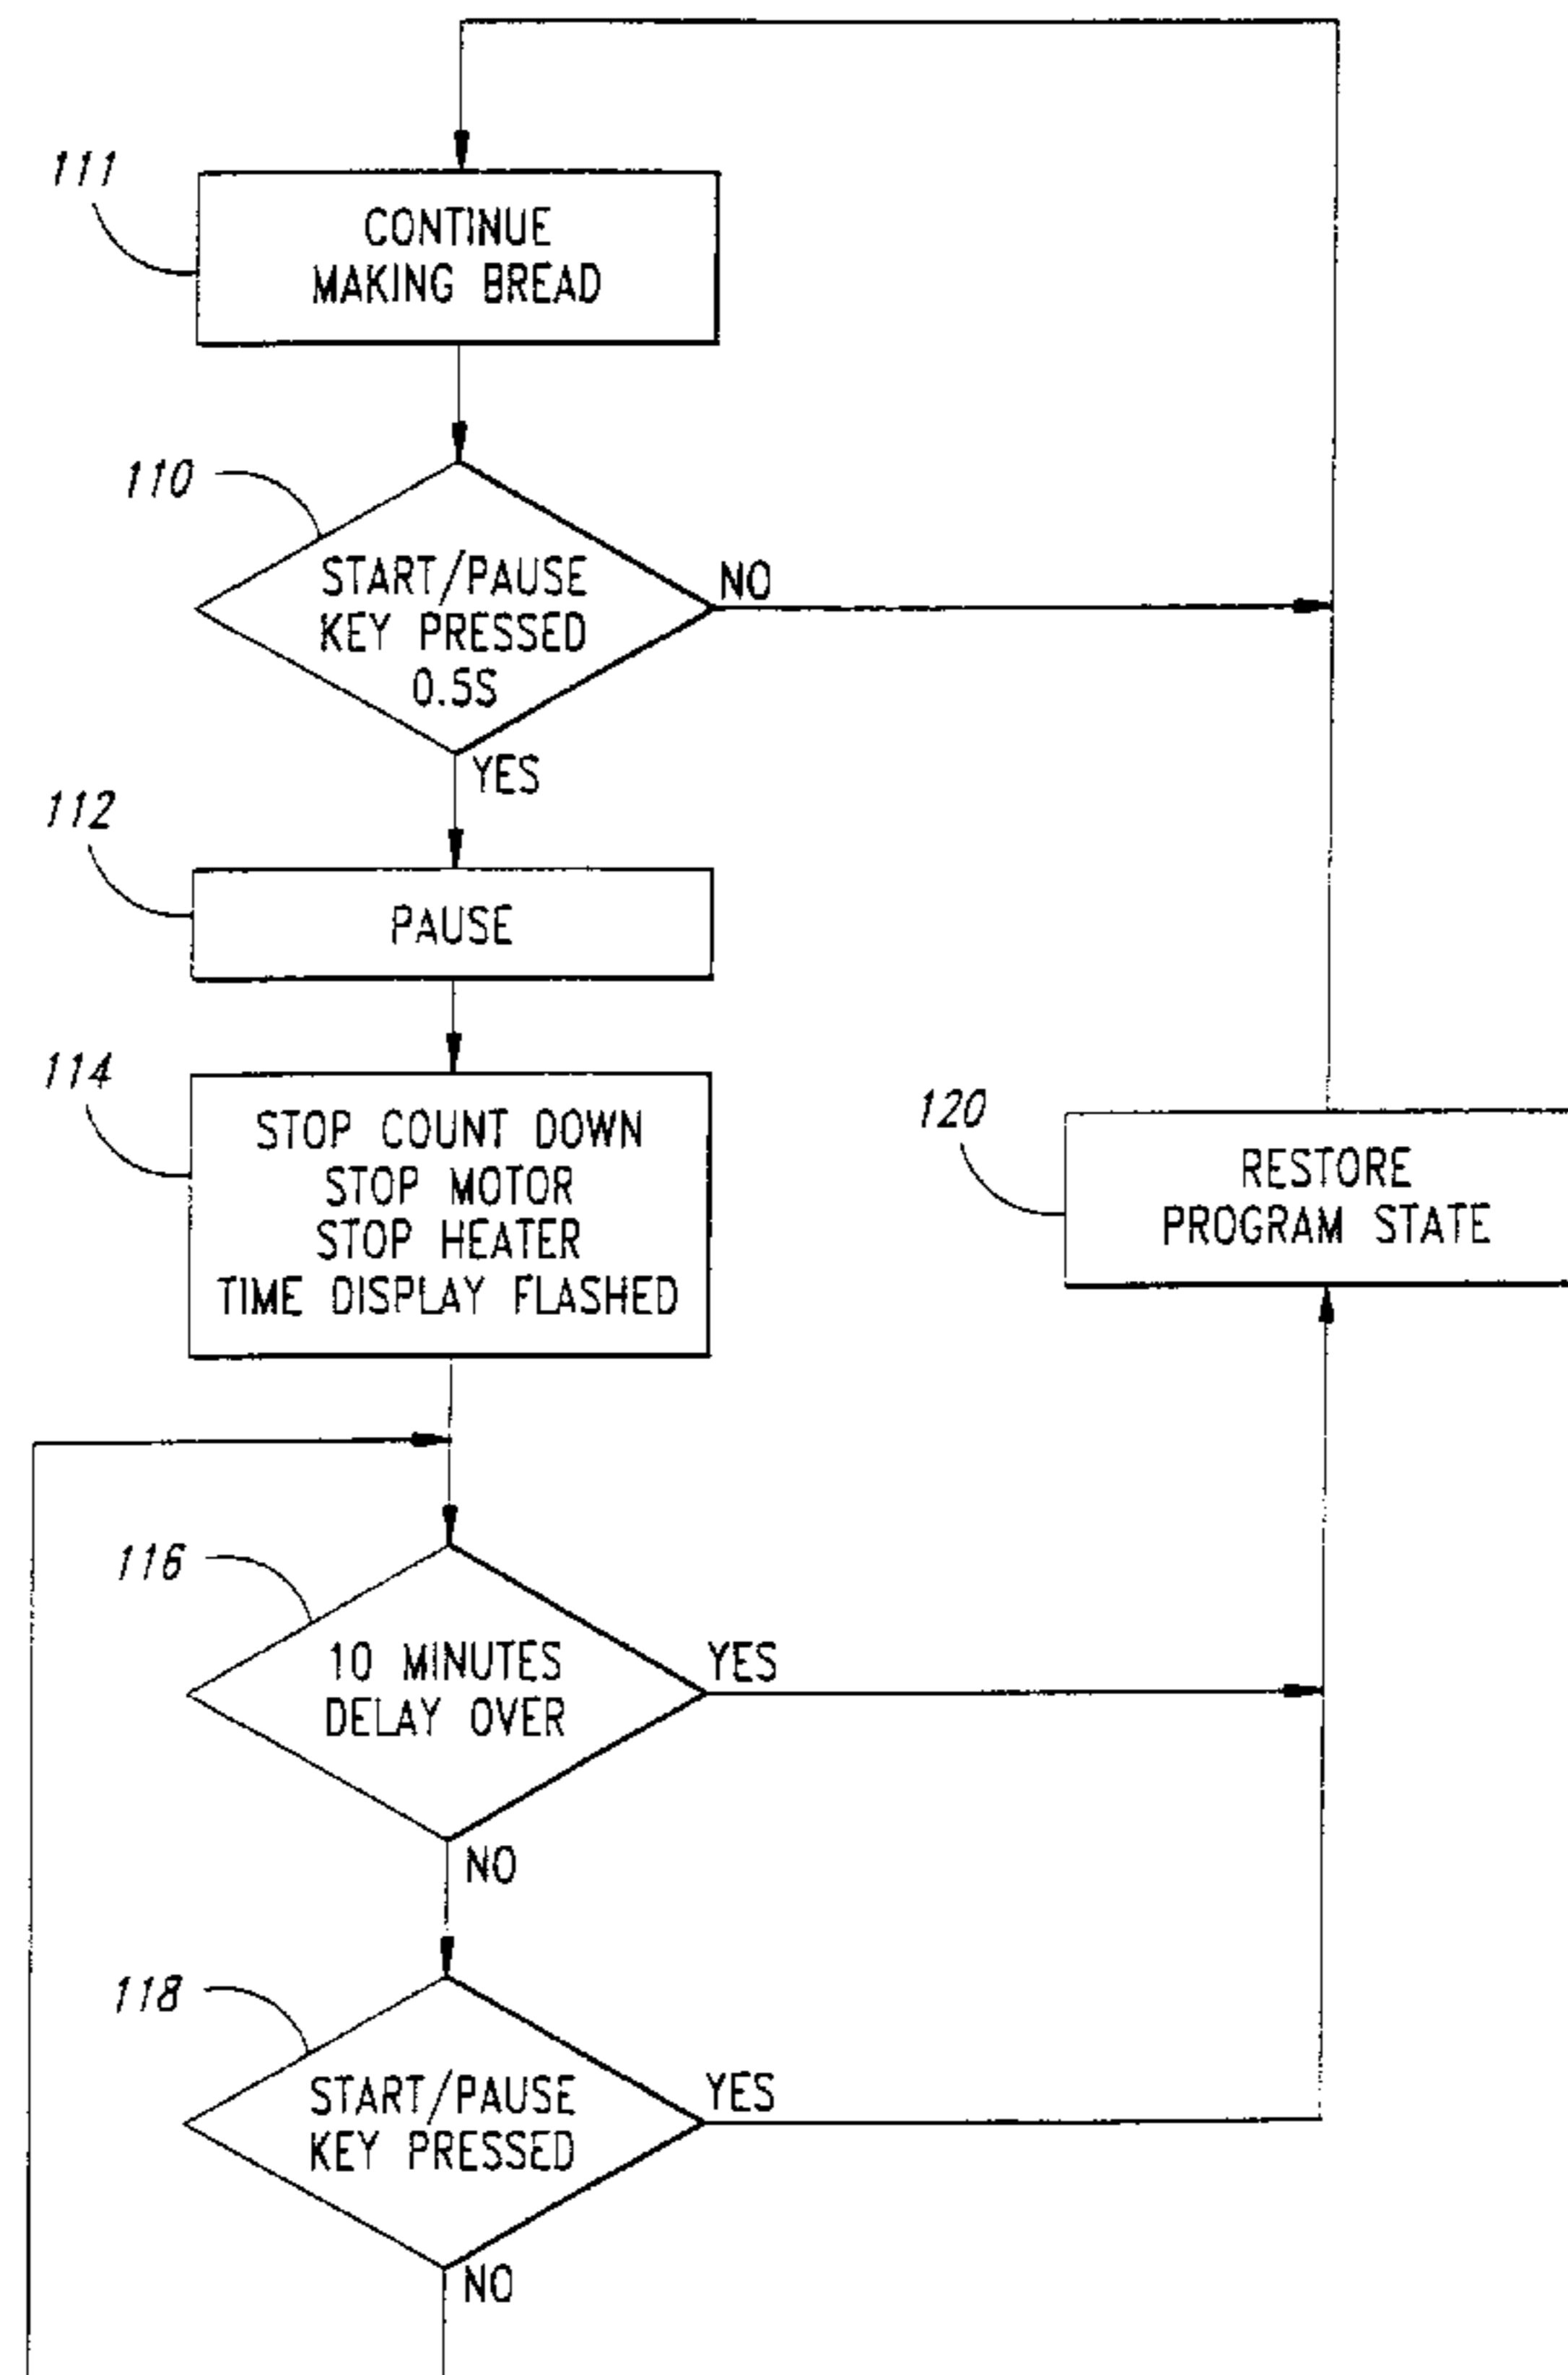 111
CONTINUE
MAKING BREAD
110
START/PAUSE
KEY PRESSED
0.5S
NO
YES
112
PAUSE
114
STOP COUNT DOWN
STOP MOTOR
STOP HEATER
TIME DISPLAY FLASHED
120
RESTORE
PROGRAM STATE
116
10 MINUTES
DELAY OVER
YES
NO
118
START/PAUSE
KEY PRESSED
YES
NO